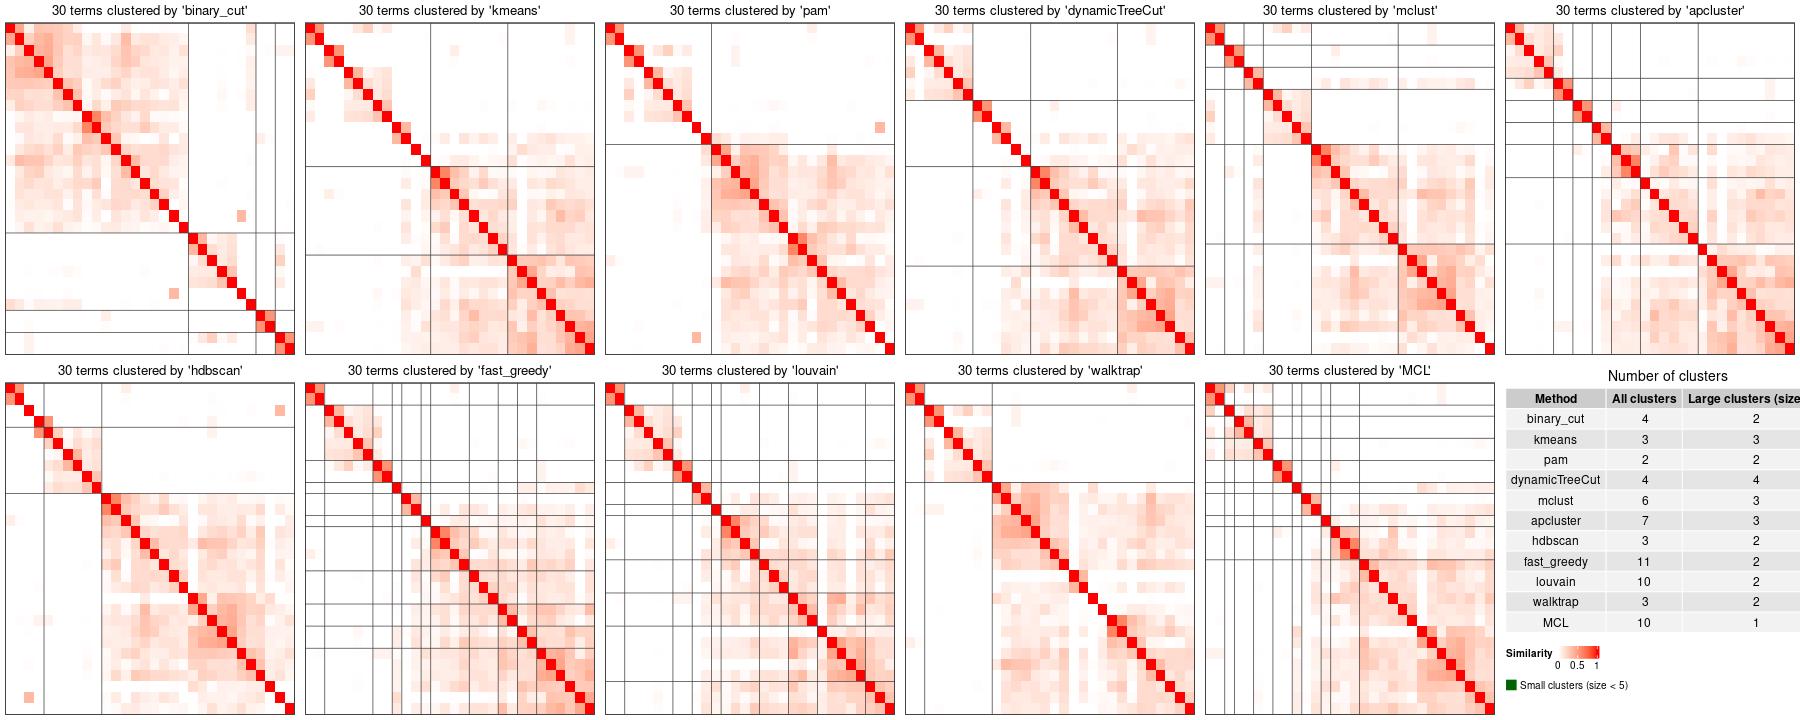 30 terms clustered by 'binary_cut'
30 terms clustered by 'kmeans'
30 terms clustered by 'pam'
30 terms clustered by 'dynamicTreeCut'
30 terms clustered by 'mclust'
30 terms clustered by 'apcluster'
30 terms clustered by 'hdbscan'
30 terms clustered by 'fast_greedy'
30 terms clustered by 'louvain'
30 terms clustered by 'walktrap'
30 terms clustered by 'MCL'
Number of clusters
Method All clusters Large clusters (size
binary_cut 4 2
kmeans 3 3
pam 2 2
dynamicTreeCut 4 4
mclust 6 3
apcluster 7 3
hdbscan 3 2
fast_greedy 11 2
louvain 10 2
walktrap 3 2
MCL 10 1
Similarity
0 0.5 1
Small clusters (size < 5)